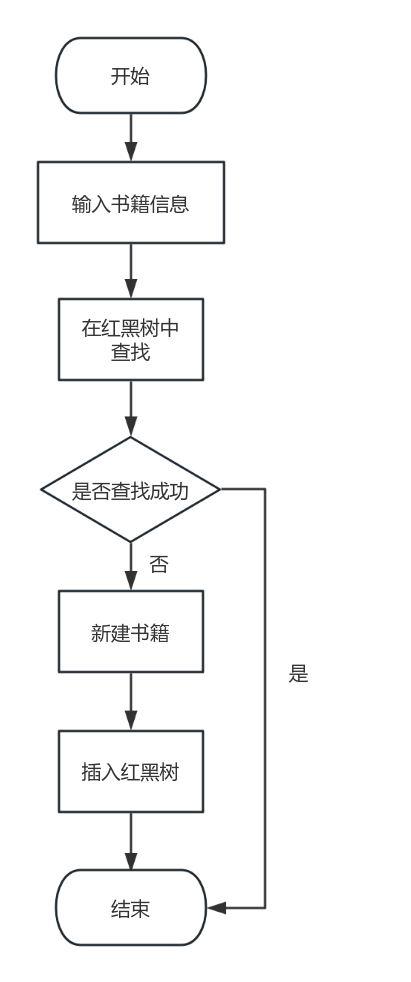 开始
输入书籍信息
在红黑树中
查找
是否查找成功
否
新建书籍
是
插入红黑树
结束